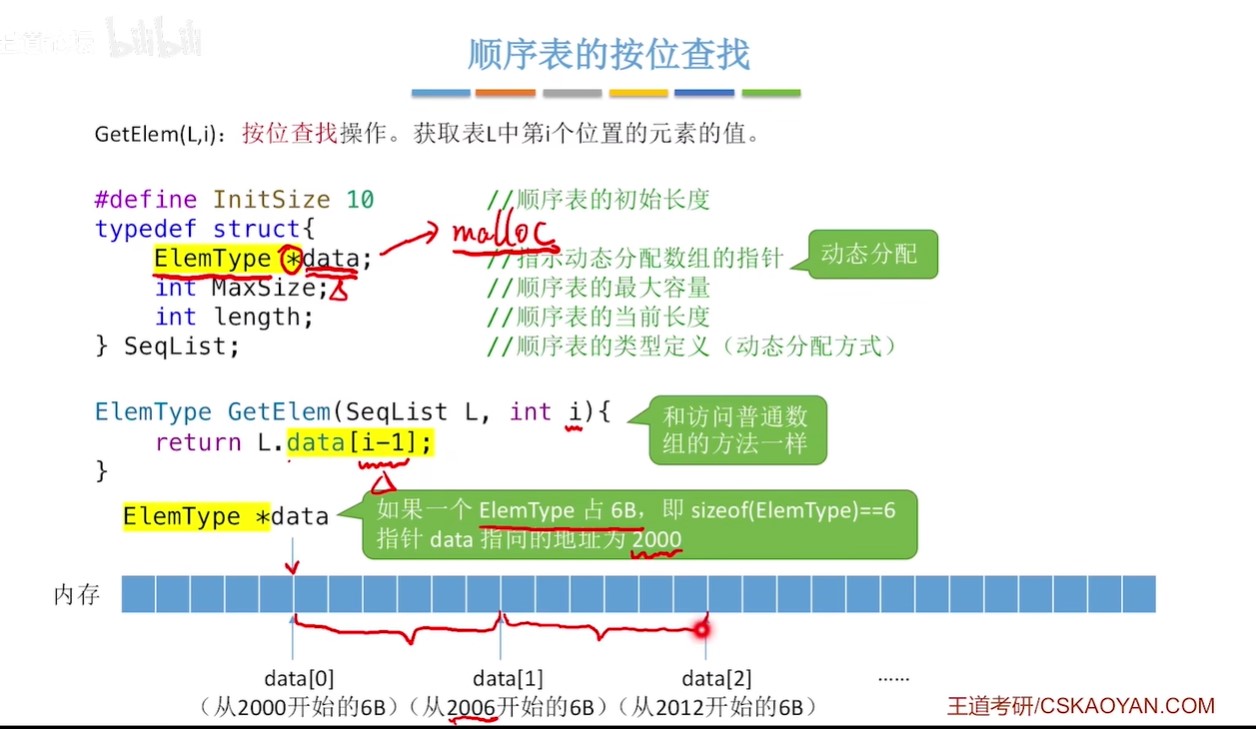 bilibili
顺序表的按位查找
GetElem(L,i)：按位查找操作。获取表L中第i个位置的元素的值。
#define InitSize 10 //顺序表的初始长度
typedef struct{
malloc
ElemType *data; //指示动态分配数组的指针 动态分配
int MaxSize; //顺序表的最大容量
int length; //顺序表的当前长度
} SeqList; //顺序表的类型定义（动态分配方式）
ElemType GetElem(SeqList L, int i){
return L.data[i-1];
}
和访问普通数
组的方法一样
ElemType *data
如果一个 ElemType 占 6B，即 sizeof(ElemType)==6
指针 data 指向的地址为 2000
内存
data[0] data[1] data[2] ······
（从2000开始的6B）（从2006开始的6B）（从2012开始的6B）
王道考研/CSKAOYAN.COM